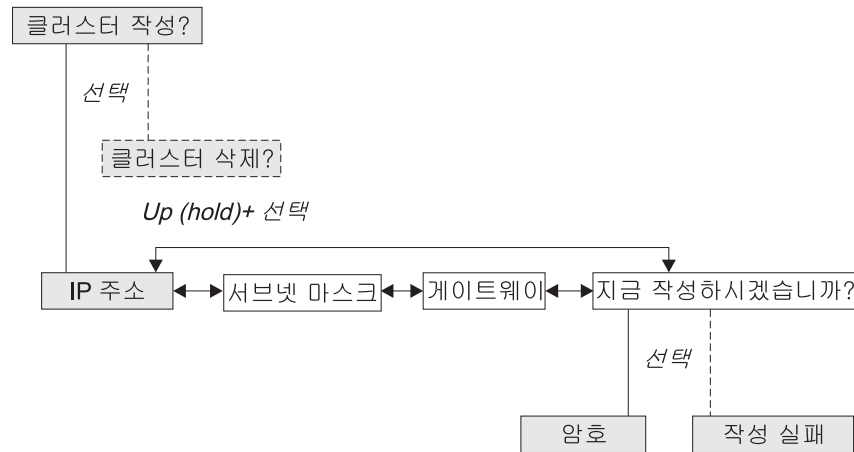 클러스터 작성?
선택
클러스터 삭제?
Up (hold)+ 선택
IP 주소
서브넷 마스크
게이트웨이
지금 작성하시겠습니까?
선택
암호
작성 실패